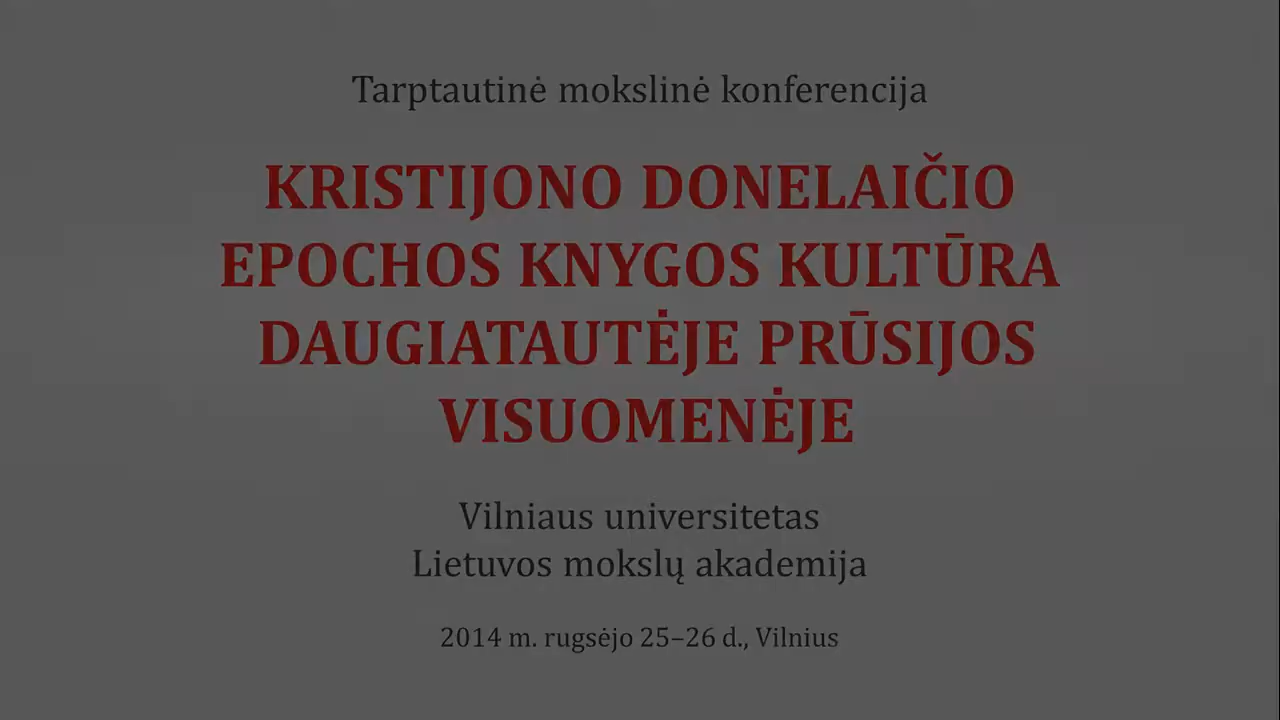 Tarptautinė mokslinė konferencija
KRISTIJONO DONELAIČIO
EPOCHOS KNYGOS KULTŪRA
DAUGIATAUTĖJE PRŪSIJOS
VISUOMENĖJE
Vilniaus universitetas
Lietuvos mokslų akademija
2014 m. rugsėjo 25–26 d., Vilnius